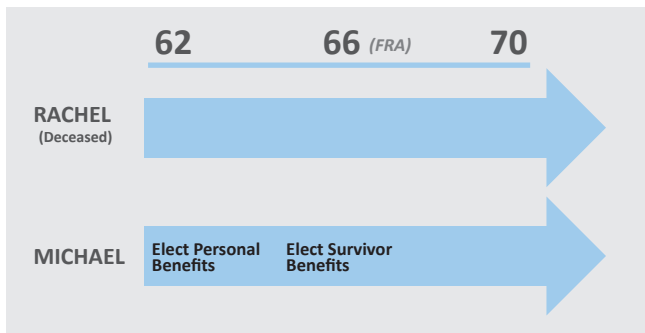 62 66 (FRA) 70
RACHEL
(Deceased)
MICHAEL
Elect Personal
Benefits
Elect Survivor
Benefits